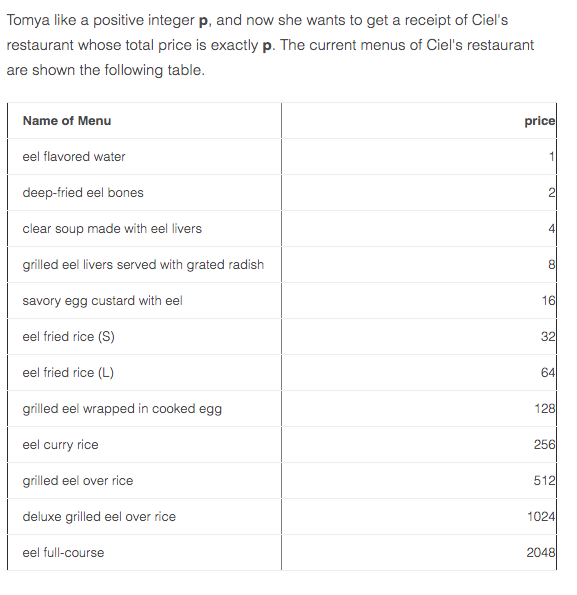 Tomya like a positive integer p, and now she wants to get a receipt of Ciel's
restaurant whose total price is exactly p. The current menus of Ciel's restaurant
are shown the following table.
Name of Menu price
eel flavored water 1
deep-fried eel bones 2
clear soup made with eel livers 4
grilled eel livers served with grated radish 8
savory egg custard with eel 16
eel fried rice (S) 32
eel fried rice (L) 64
grilled eel wrapped in cooked egg 128
eel curry rice 256
grilled eel over rice 512
deluxe grilled eel over rice 1024
eel full-course 2048